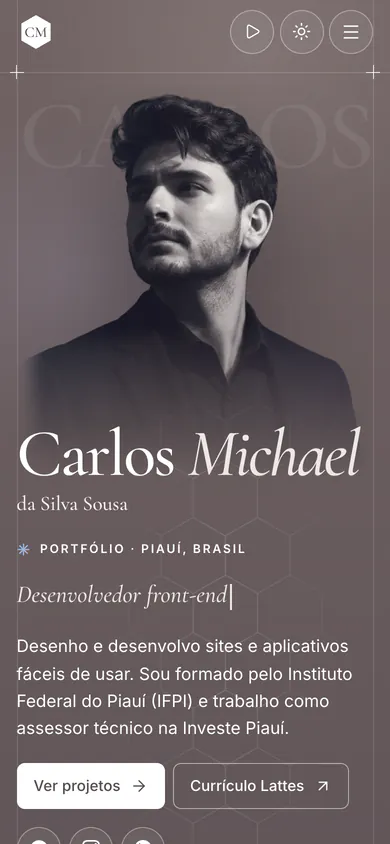 CM
CARLOS
Carlos Michael
da Silva Sousa
PORTFÓLIO · PIAUÍ, BRASIL
Desenvolvedor front-end
Desenho e desenvolvo sites e aplicativos
fáceis de usar. Sou formado pelo Instituto
Federal do Piauí (IFPI) e trabalho como
assessor técnico na Investe Piauí.
Ver projetos →
Currículo Lattes ↗